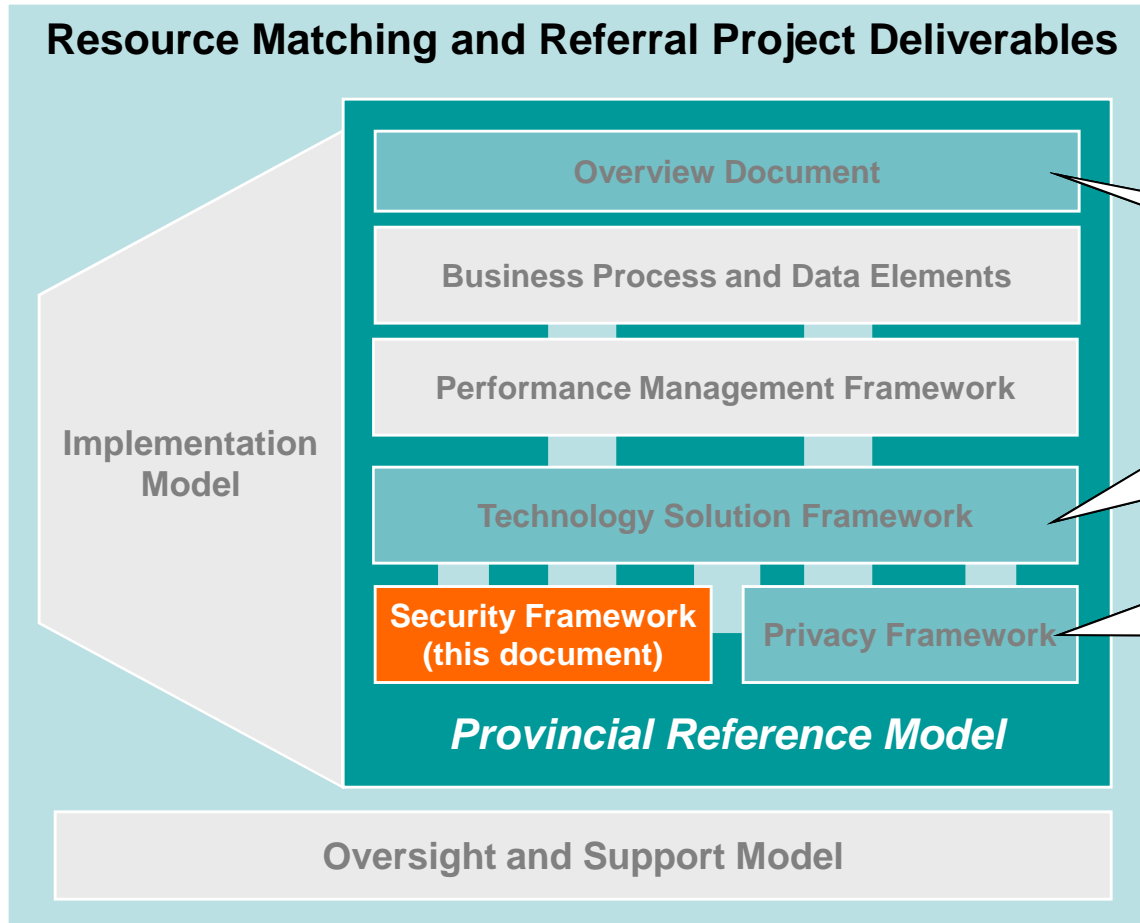 Resource Matching and Referral Project Deliverables
Overview Document
Business Process and Data Elements
Performance Management Framework
Implementation
Model
Technology Solution Framework
Security Framework
(this document)
Privacy Framework
Provincial Reference Model
Oversight and Support Model